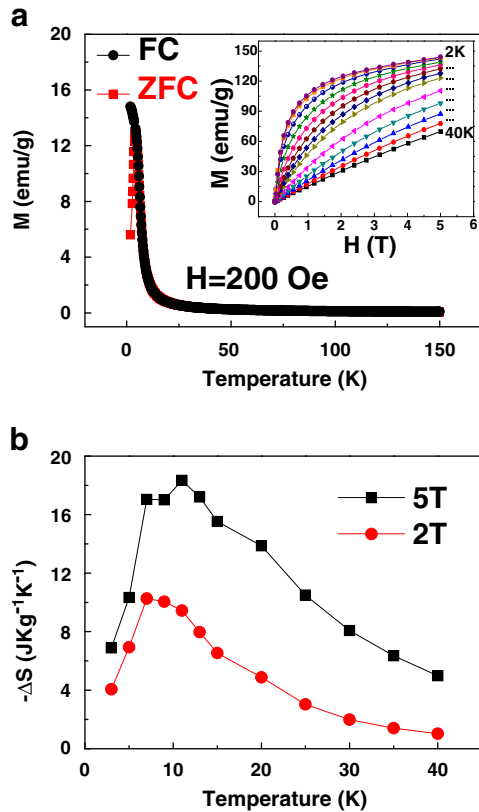 a
FC
ZFC
H=200 Oe
M (emu/g)
20
16
12
8
4
0
0
50
100
150
Temperature (K)
M (emu/g)
150
120
90
60
30
0
0
1
2
3
4
5
6
H (T)
2K
40K
b
5T
2T
-ΔS (JKg⁻¹K⁻¹)
20
16
12
8
4
0
0
10
20
30
40
Temperature (K)